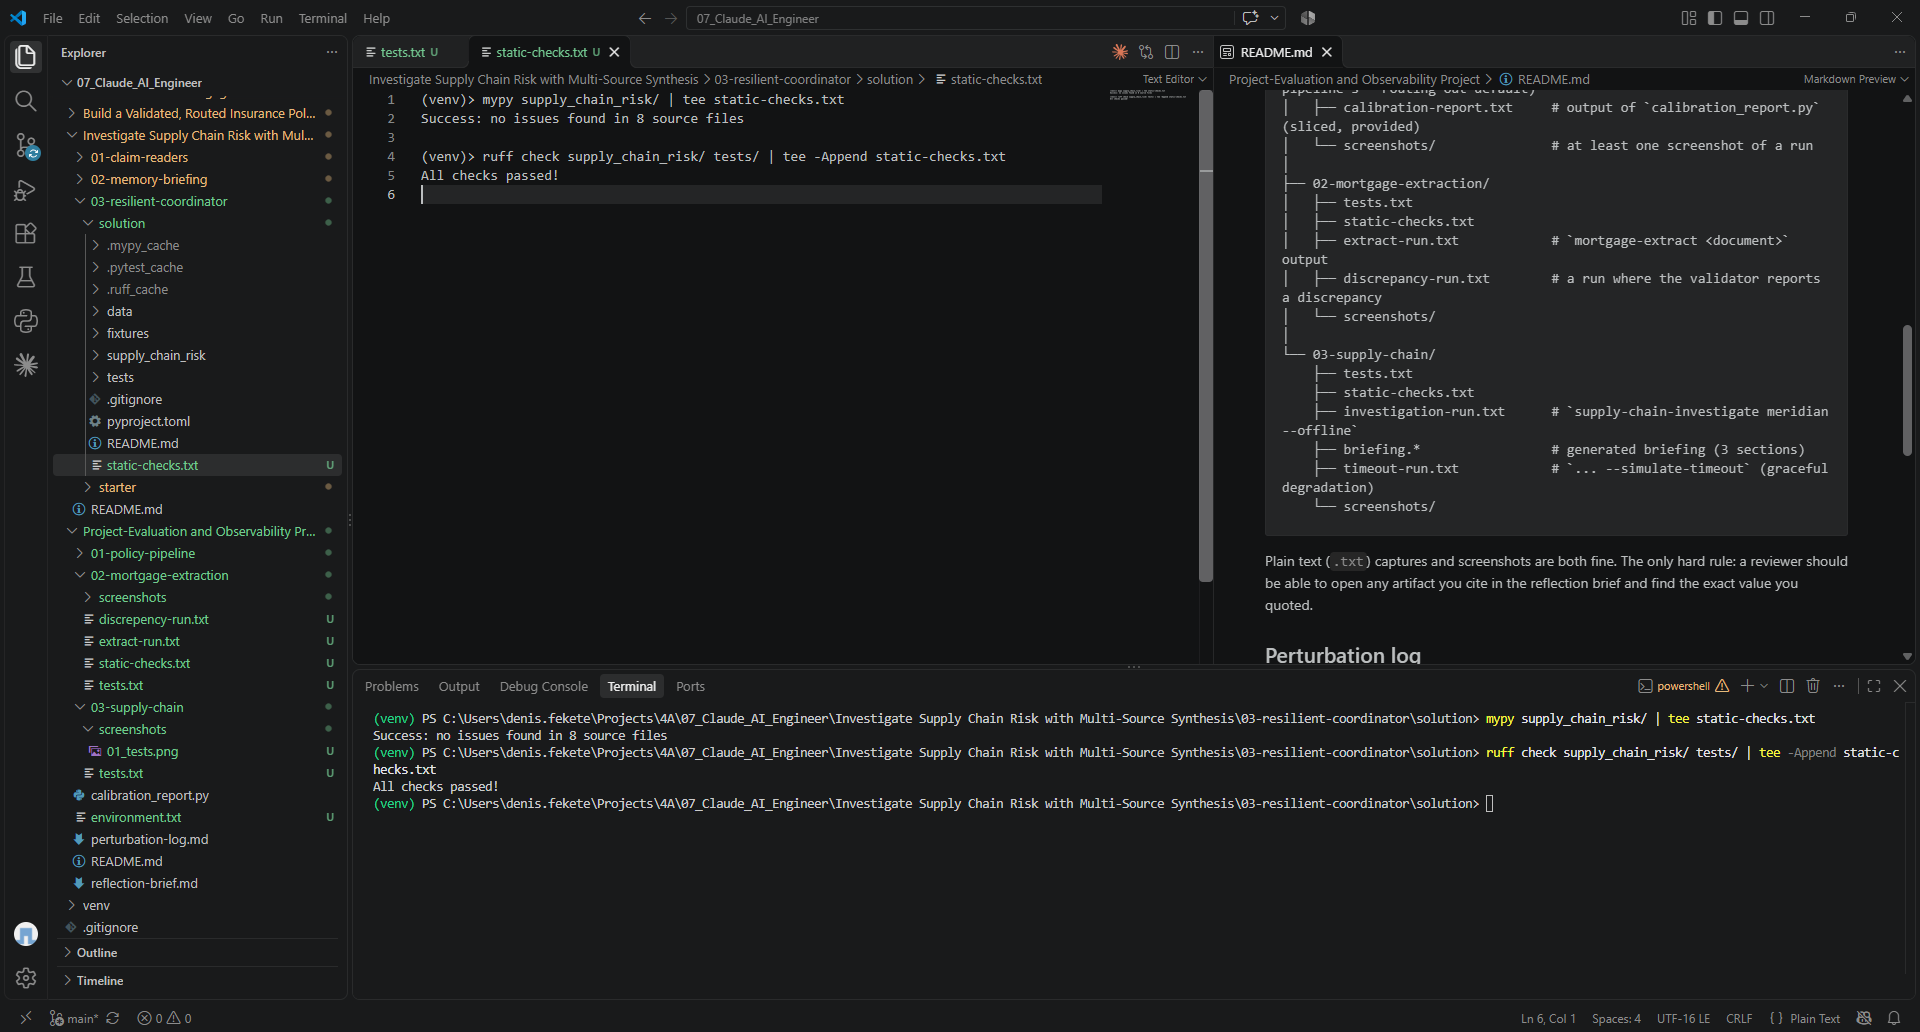 File Edit Selection View Go Run Terminal Help
07_Claude_AI_Engineer
Explorer
07_Claude_AI_Engineer
Build a Validated, Routed Insurance Pol...
Investigate Supply Chain Risk with Mul...
01-claim-readers
02-memory-briefing
03-resilient-coordinator
solution
.mypy_cache
.pytest_cache
.ruff_cache
data
fixtures
supply_chain_risk
tests
.gitignore
pyproject.toml
README.md
static-checks.txt U
starter
README.md
Project-Evaluation and Observability Pr...
01-policy-pipeline
02-mortgage-extraction
screenshots
discrepency-run.txt U
extract-run.txt U
static-checks.txt U
tests.txt U
03-supply-chain
screenshots
01_tests.png U
tests.txt U
calibration_report.py
environment.txt U
perturbation-log.md
README.md
reflection-brief.md
venv
.gitignore
Outline
Timeline
tests.txt U
static-checks.txt U
Investigate Supply Chain Risk with Multi-Source Synthesis > 03-resilient-coordinator > solution > static-checks.txt
Text Editor
1 (venv)> mypy supply_chain_risk/ | tee static-checks.txt
2 Success: no issues found in 8 source files
3
4 (venv)> ruff check supply_chain_risk/ tests/ | tee -Append static-checks.txt
5 All checks passed!
6
README.md
Project-Evaluation and Observability Project > README.md
Markdown Preview
│   ├── calibration-report.txt     # output of `calibration_report.py`
(sliced, provided)
│   └── screenshots/               # at least one screenshot of a run
│
├── 02-mortgage-extraction/
│   ├── tests.txt
│   ├── static-checks.txt
│   ├── extract-run.txt            # `mortgage-extract <document>`
output
│   ├── discrepancy-run.txt        # a run where the validator reports
a discrepancy
│   └── screenshots/
│
└── 03-supply-chain/
    ├── tests.txt
    ├── static-checks.txt
    ├── investigation-run.txt      # `supply-chain-investigate meridian
--offline`
    ├── briefing.*                 # generated briefing (3 sections)
    ├── timeout-run.txt            # `... --simulate-timeout` (graceful
degradation)
    └── screenshots/
Plain text (.txt) captures and screenshots are both fine. The only hard rule: a reviewer should
be able to open any artifact you cite in the reflection brief and find the exact value you
quoted.
Perturbation log
Problems Output Debug Console Terminal Ports
powershell
(venv) PS C:\Users\denis.fekete\Projects\4A\07_Claude_AI_Engineer\Investigate Supply Chain Risk with Multi-Source Synthesis\03-resilient-coordinator\solution> mypy supply_chain_risk/ | tee static-checks.txt
Success: no issues found in 8 source files
(venv) PS C:\Users\denis.fekete\Projects\4A\07_Claude_AI_Engineer\Investigate Supply Chain Risk with Multi-Source Synthesis\03-resilient-coordinator\solution> ruff check supply_chain_risk/ tests/ | tee -Append static-c
hecks.txt
All checks passed!
(venv) PS C:\Users\denis.fekete\Projects\4A\07_Claude_AI_Engineer\Investigate Supply Chain Risk with Multi-Source Synthesis\03-resilient-coordinator\solution>
main* 0 0
Ln 6, Col 1 Spaces: 4 UTF-16 LE CRLF { } Plain Text